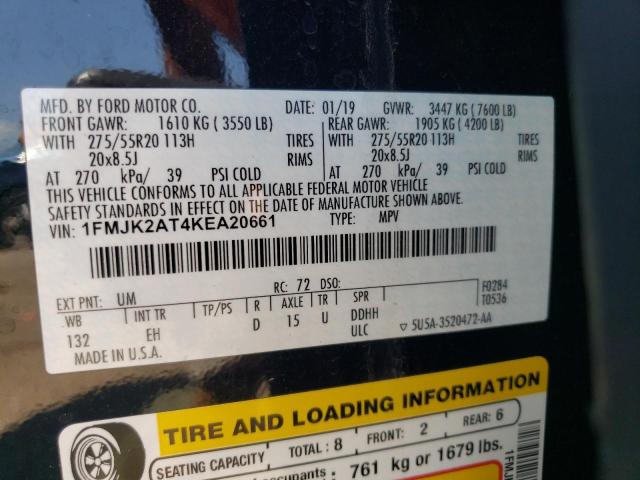 MFD. BY FORD MOTOR CO. DATE: 01/19 GVWR: 3447 KG (7600 LB)
FRONT GAWR: 1610 KG (3550 LB) REAR GAWR: 1905 KG (4200 LB)
WITH 275/55R20 113H TIRES WITH 275/55R20 113H TIRES
20x8.5J RIMS 20x8.5J RIMS
AT 270 kPa/ 39 PSI COLD AT 270 kPa/ 39 PSI COLD
THIS VEHICLE CONFORMS TO ALL APPLICABLE FEDERAL MOTOR VEHICLE
SAFETY STANDARDS IN EFFECT ON THE DATE OF MANUFACTURE SHOWN ABOVE.
VIN: 1FMJK2AT4KEA20661 TYPE: MPV
F0284
T0536
EXT PNT: UM RC: 72 DSO:
WB INT TR TP/PS R AXLE TR SPR
132 EH D 15 U DDHH
ULC
MADE IN U.S.A. ▽ 5U5A-3520472-AA
TIRE AND LOADING INFORMATION
SEATING CAPACITY TOTAL: 8 FRONT: 2 REAR: 6
761 kg or 1679 lbs.